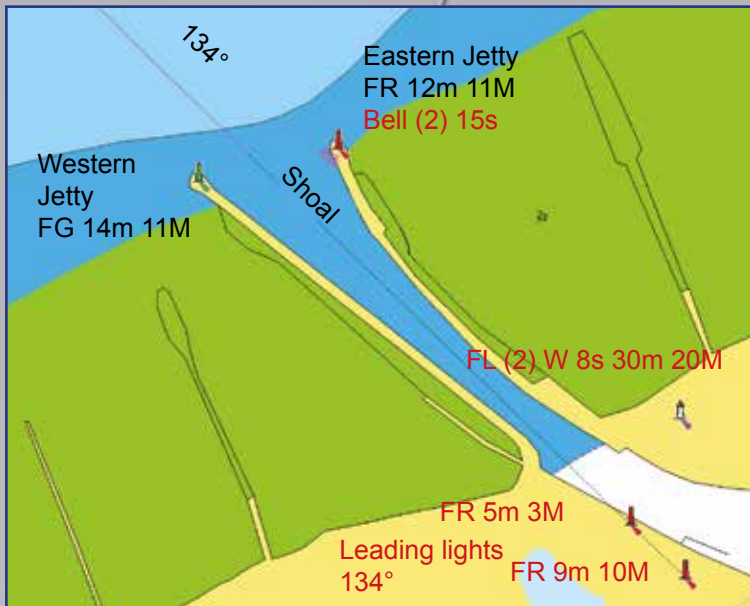 134°
Eastern Jetty
FR 12m 11M
Bell (2) 15s
Western
Jetty
FG 14m 11M
Shoal
FL (2) W 8s 30m 20M
FR 5m 3M
Leading lights
134°
FR 9m 10M